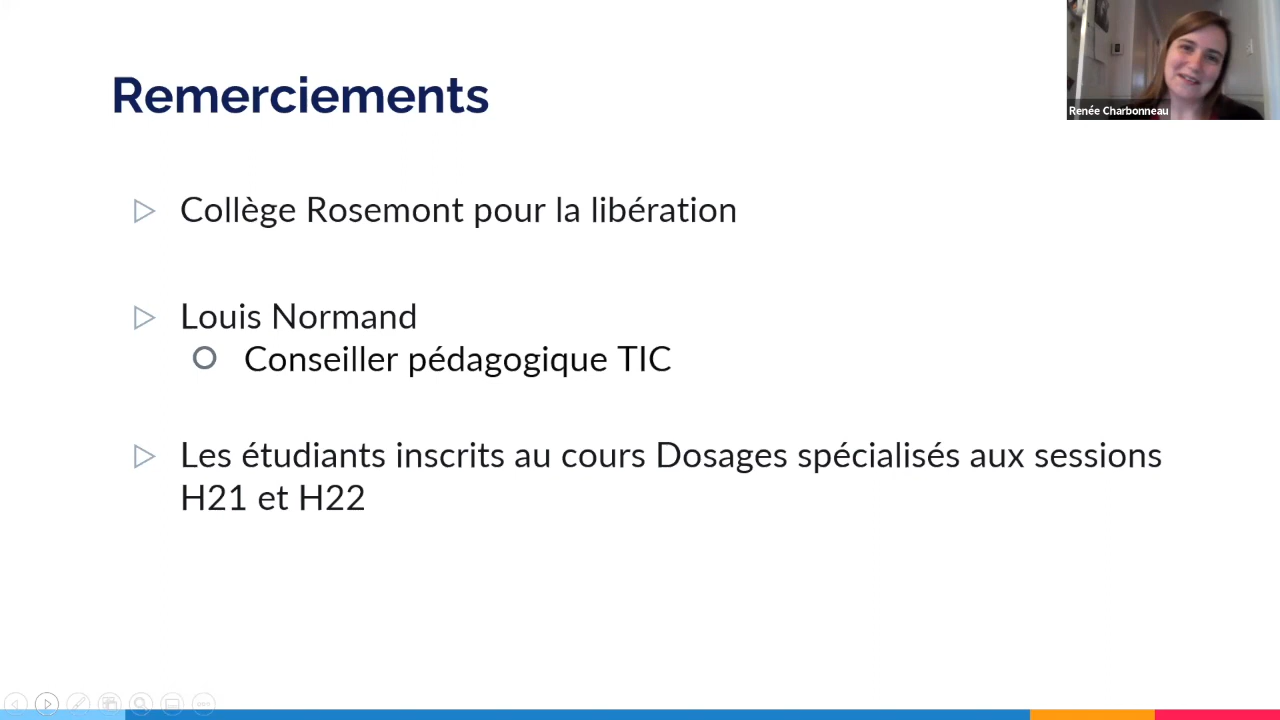 Remerciements
Renée Charbonneau
Collège Rosemont pour la libération
Louis Normand
Conseiller pédagogique TIC
Les étudiants inscrits au cours Dosages spécialisés aux sessions
H21 et H22